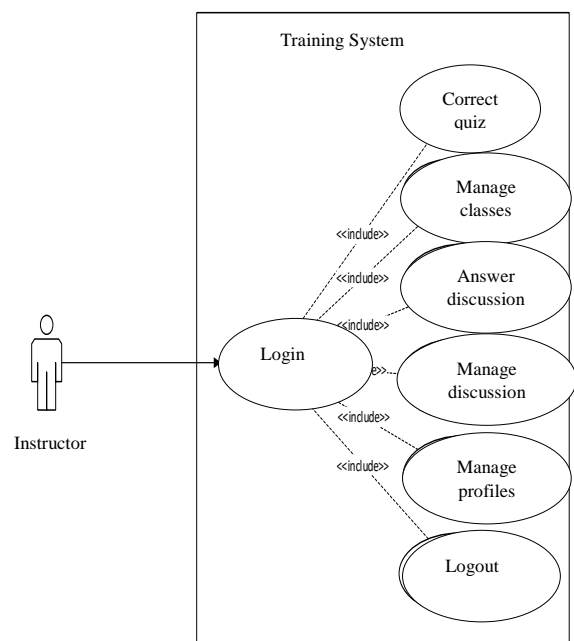 Training System
Correct
quiz
Manage
classes
<<include>>
<<include>>
Answer
discussion
<<include>>
Login
Manage
discussion
Instructor
<<include>>
Manage
profiles
<<include>>
Logout